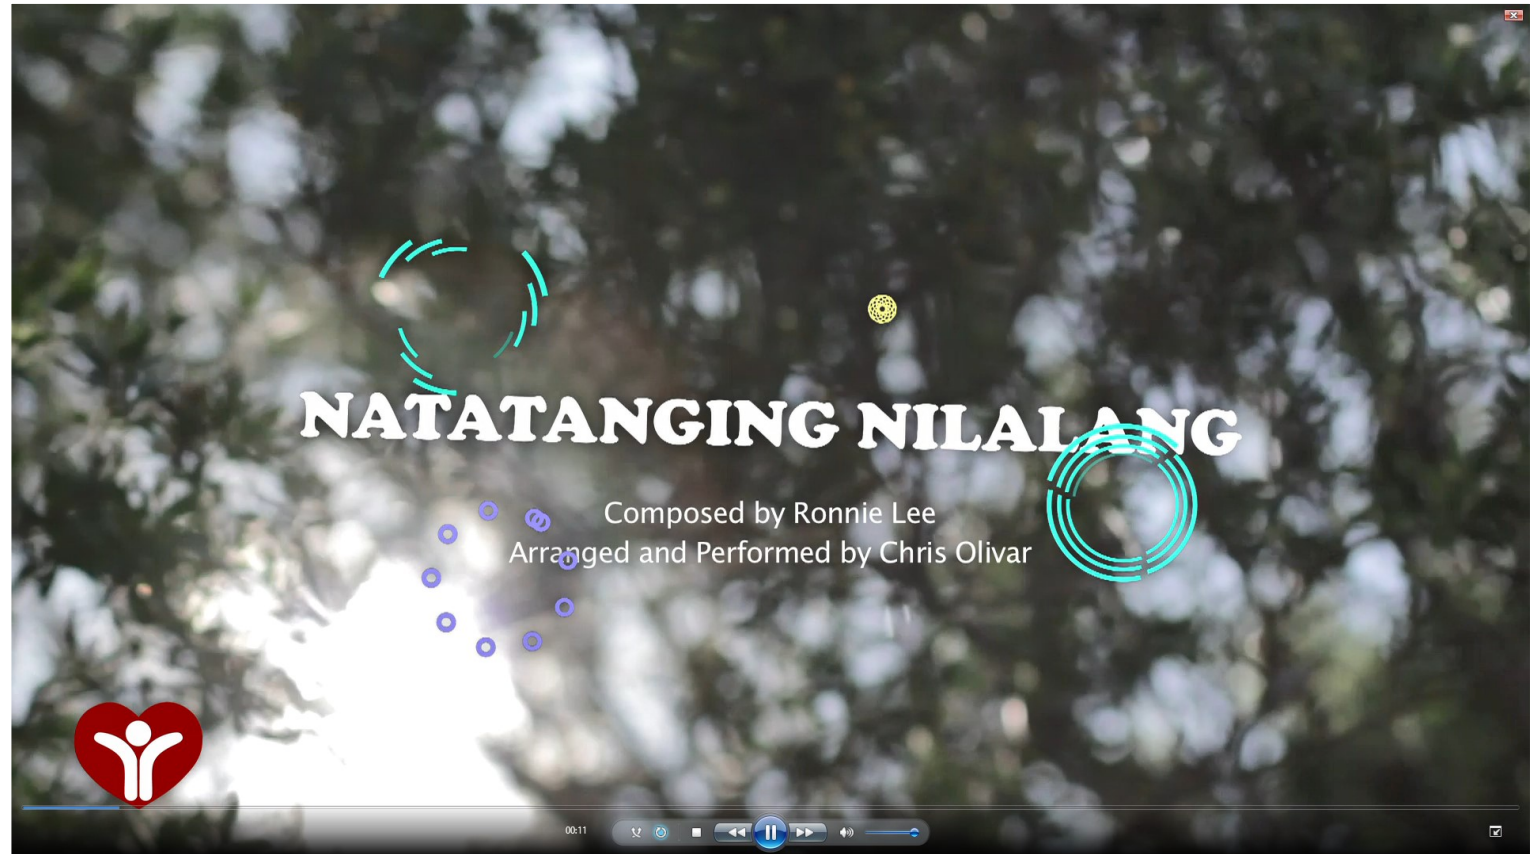 NATATANGING NILALANG
Composed by Ronnie Lee
Arranged and Performed by Chris Olivar
00:11